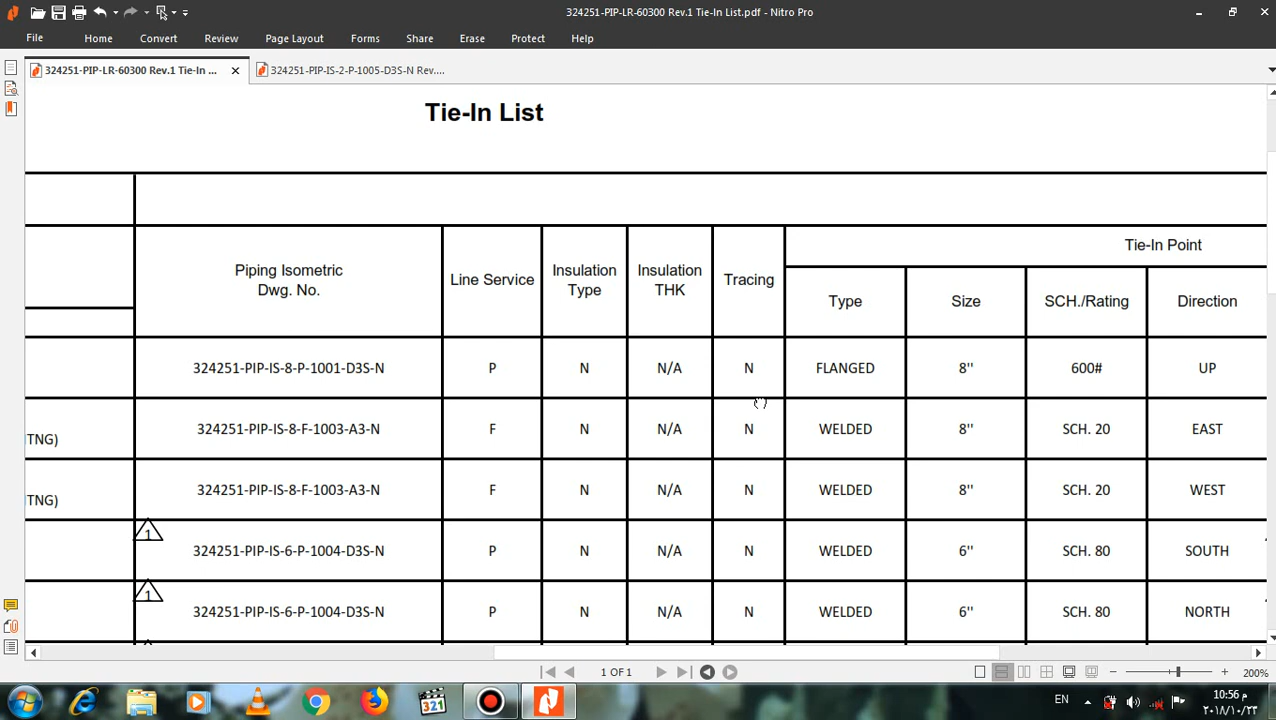 324251-PIP-LR-60300 Rev.1 Tie-In List.pdf - Nitro Pro
File Home Convert Review Page Layout Forms Share Erase Protect Help
324251-PIP-LR-60300 Rev.1 Tie-In ... 324251-PIP-IS-2-P-1005-D3S-N Rev....
Tie-In List
Piping Isometric
Dwg. No.
Line Service
Insulation
Type
Insulation
THK
Tracing
Tie-In Point
Type Size SCH./Rating Direction
324251-PIP-IS-8-P-1001-D3S-N P N N/A N FLANGED 8'' 600# UP
TNG) 324251-PIP-IS-8-F-1003-A3-N F N N/A N WELDED 8'' SCH. 20 EAST
TNG) 324251-PIP-IS-8-F-1003-A3-N F N N/A N WELDED 8'' SCH. 20 WEST
1 324251-PIP-IS-6-P-1004-D3S-N P N N/A N WELDED 6'' SCH. 80 SOUTH
1 324251-PIP-IS-6-P-1004-D3S-N P N N/A N WELDED 6'' SCH. 80 NORTH
1 OF 1 200%
321 EN 10:56 م
٢٠١٨/١٠/٢٣